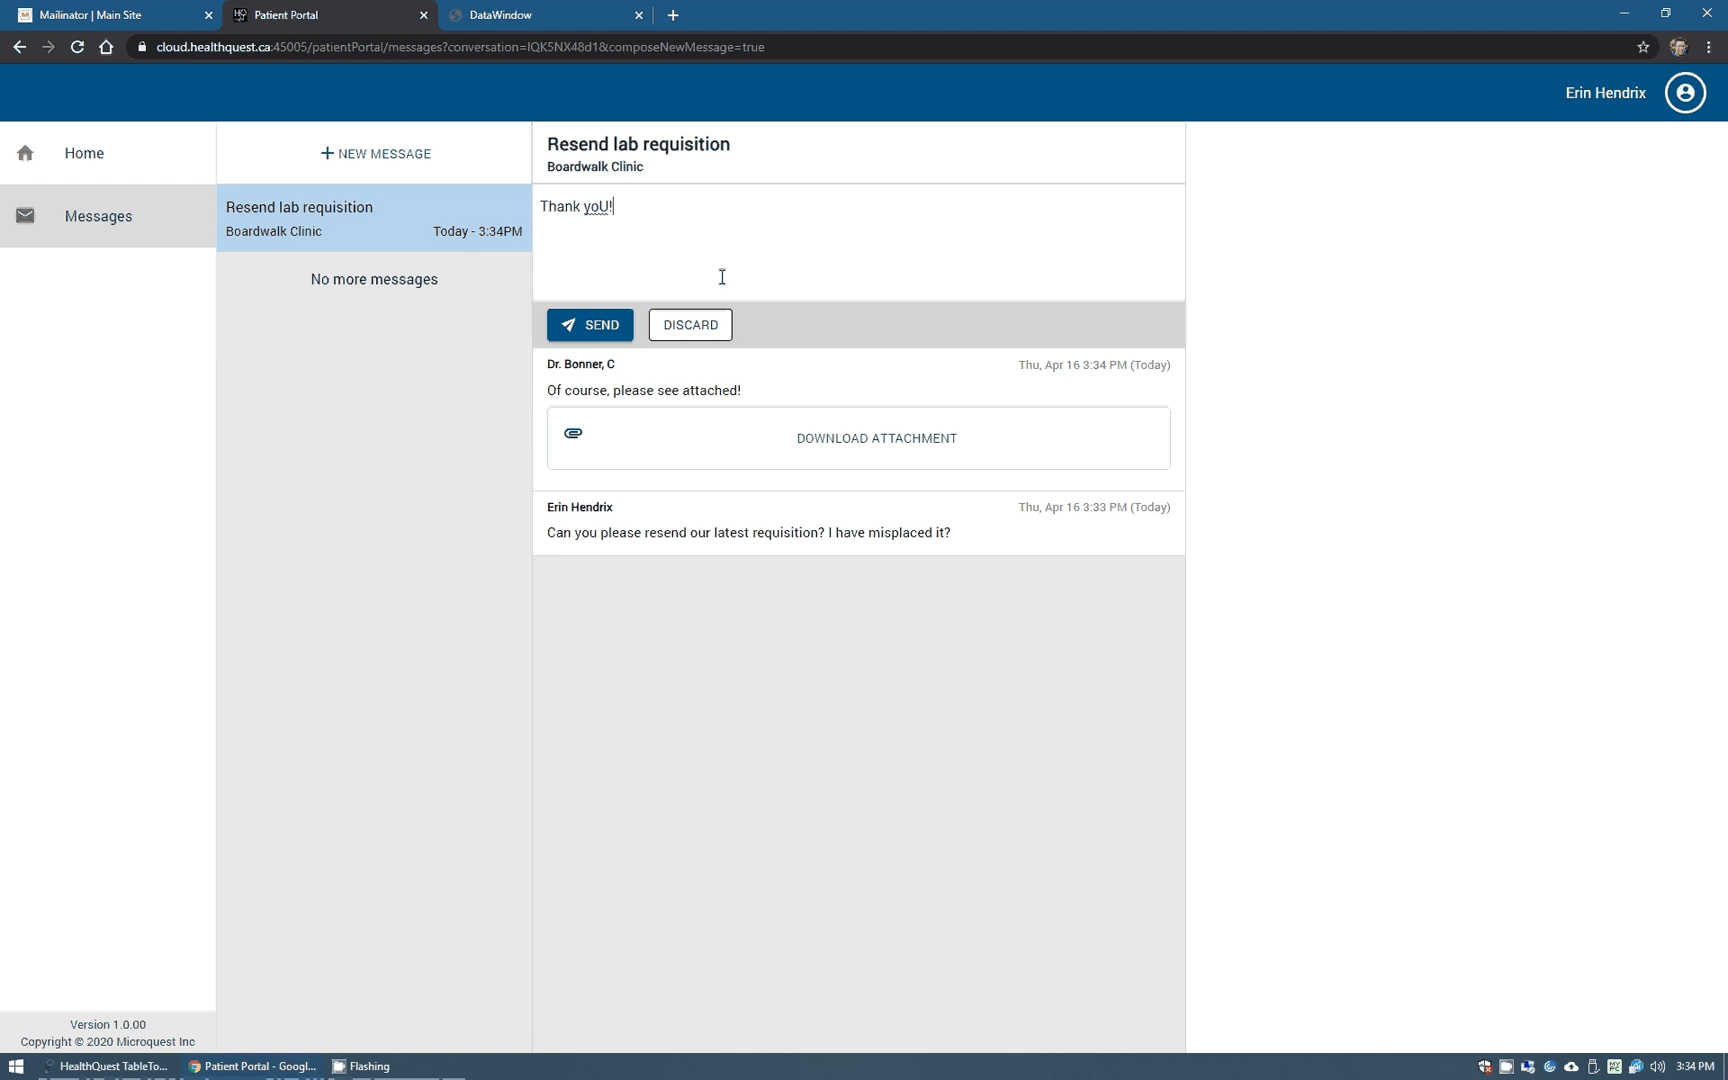 Mailinator | Main Site
Patient Portal
DataWindow
cloud.healthquest.ca:45005/patientPortal/messages?conversation=IQK5NX48d1&composeNewMessage=true
Erin Hendrix
Home
Messages
NEW MESSAGE
Resend lab requisition
Boardwalk Clinic
Today - 3:34PM
No more messages
Resend lab requisition
Boardwalk Clinic
Thank yoU!
SEND
DISCARD
Dr. Bonner, C
Thu, Apr 16 3:34 PM (Today)
Of course, please see attached!
DOWNLOAD ATTACHMENT
Erin Hendrix
Thu, Apr 16 3:33 PM (Today)
Can you please resend our latest requisition? I have misplaced it?
Version 1.0.00
Copyright © 2020 Microquest Inc
HealthQuest TableTo...
Patient Portal - Googl...
Flashing
3:34 PM